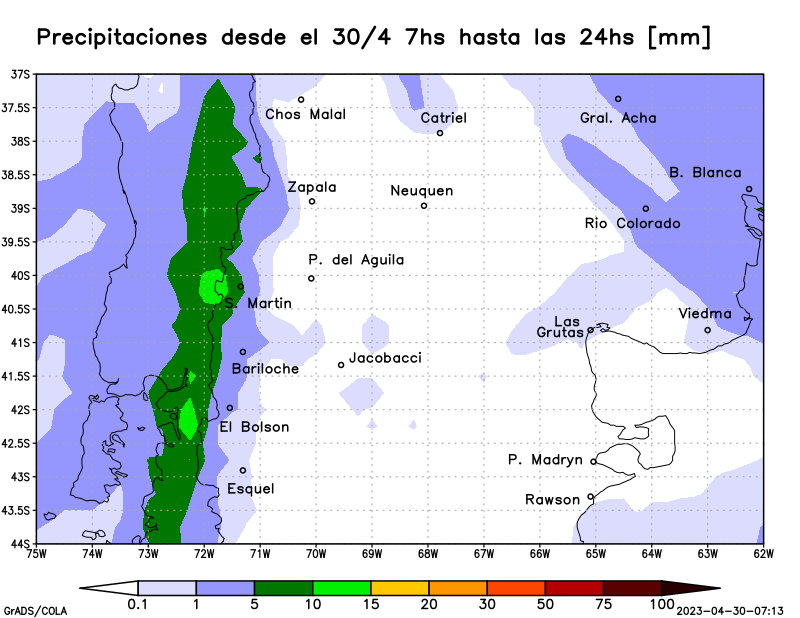 Precipitaciones desde el 30/4 7hs hasta las 24hs [mm]
37S
37.5S
38S
38.5S
39S
39.5S
40S
40.5S
41S
41.5S
42S
42.5S
43S
43.5S
44S
Chos Malal
Catriel
Gral. Acha
B. Blanca
Zapala
Neuquen
Rio Colorado
P. del Aguila
S. Martin
Viedma
Las
Grutas
Jacobacci
Bariloche
El Bolson
P. Madryn
Esquel
Rawson
75W 74W 73W 72W 71W 70W 69W 68W 67W 66W 65W 64W 63W 62W
0.1 1 5 10 15 20 30 50 75 100
GrADS/COLA
2023-04-30-07:13